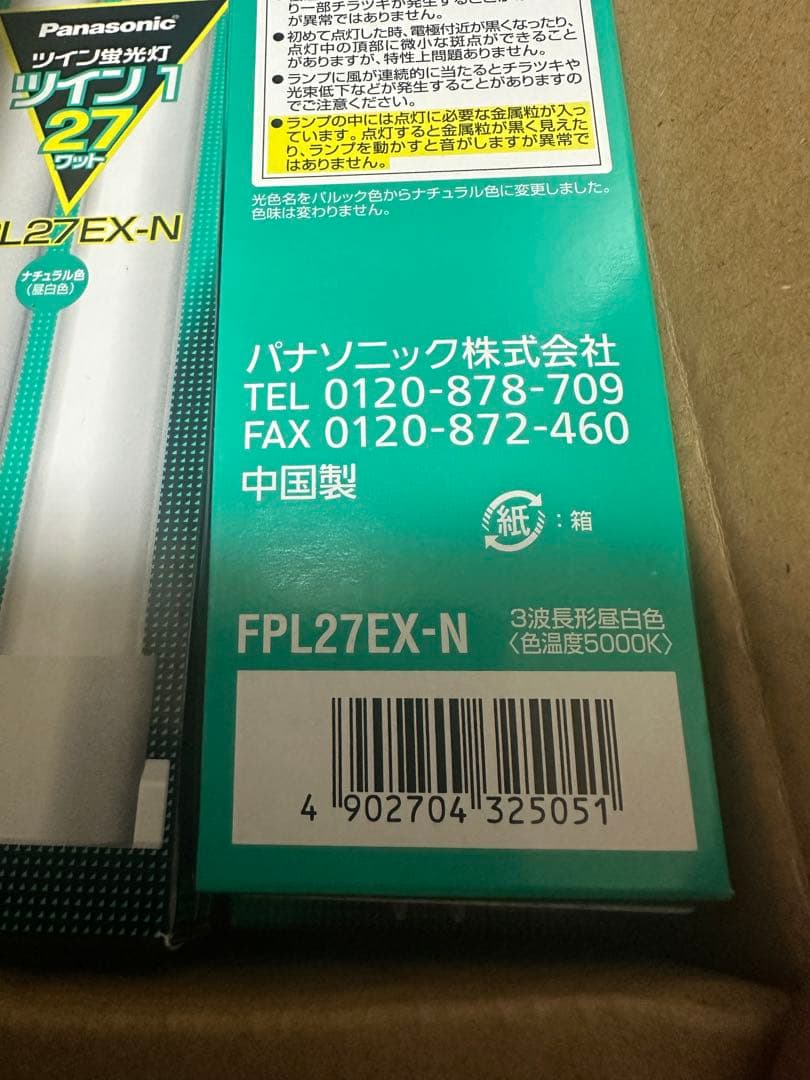 Panasonic
ツイン蛍光灯
ツイン1
27
ワット
PL27EX-N
ナチュラル色
(昼白色)
り一部チラツキが発生すること
が異常ではありません。
●初めて点灯した時、電極付近が黒くなったり、
点灯中の頂部に微小な斑点ができること
がありますが、特性上問題ありません。
●ランプに風が連続的に当たるとチラツキや
光束低下などが発生することがありますの
でご注意ください。
●ランプの中には点灯に必要な金属粒が入っ
ています。点灯すると金属粒が黒く見えた
り、ランプを動かすと音がしますが異常で
はありません。
光色名をパルック色からナチュラル色に変更しました。
色味は変わりません。
パナソニック株式会社
TEL 0120-878-709
FAX 0120-872-460
中国製
紙:箱
FPL27EX-N
3波長形昼白色
〈色温度5000K〉
4 902704 325051